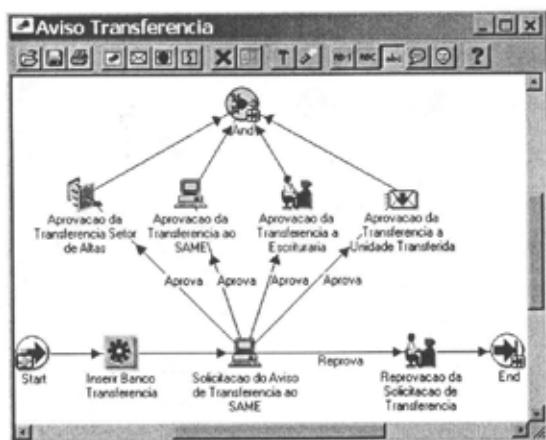 Aviso Transferencia
And
Aprovacao da
Transferencia Setor
de Altas
Aprovacao da
Transferencia ao
SAME
Aprovacao da
Transferencia a
Escrituraria
Aprovacao da
Transferencia a
Unidade Transferida
Aprova
Aprova
Aprova
Aprova
Start
Inserir Banco
Transferencia
Solicitacao do Aviso
de Transferencia ao
SAME
Reprova
Reprovacao da
Solicitacao de
Transferencia
End